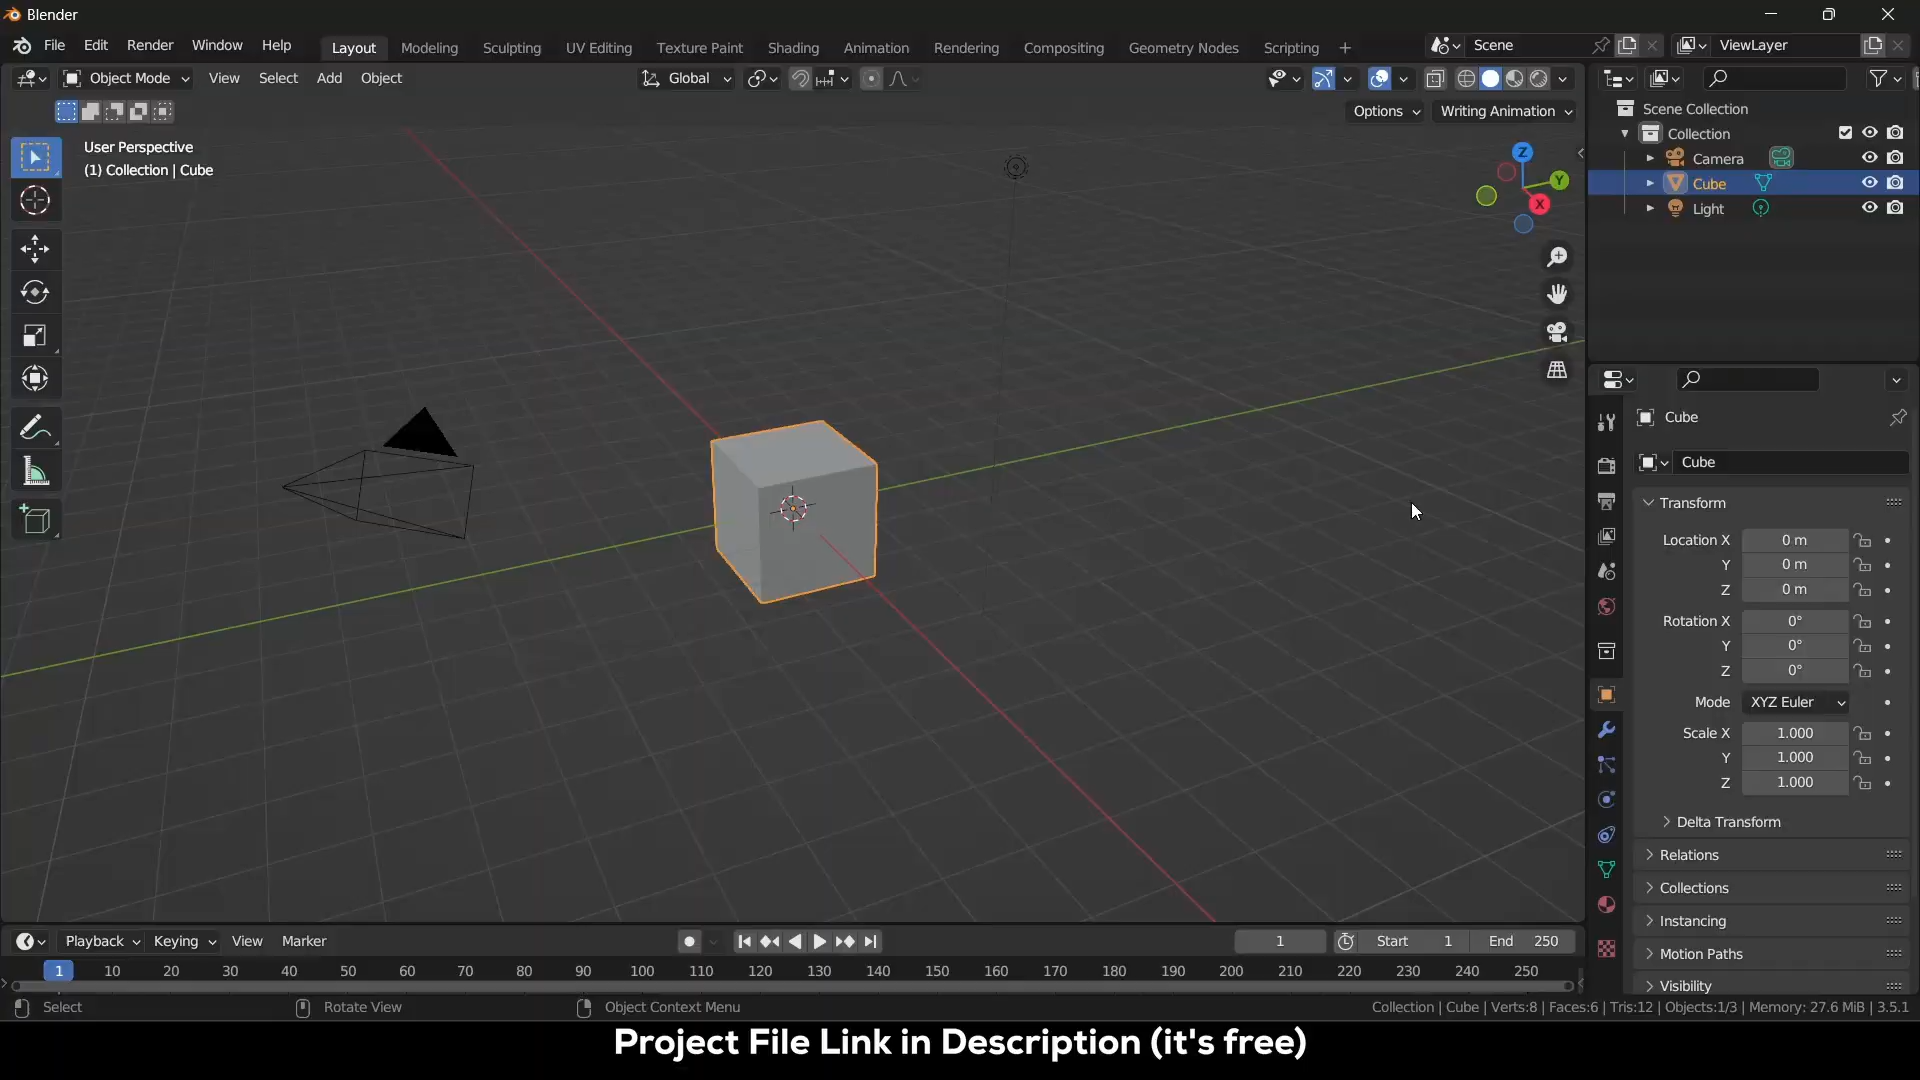 Blender
File Edit Render Window Help Layout Modeling Sculpting UV Editing Texture Paint Shading Animation Rendering Compositing Geometry Nodes Scripting + Scene ViewLayer
Object Mode View Select Add Object Global
Options Writing Animation
User Perspective
(1) Collection | Cube
Z
Y
X
Scene Collection
Collection
Camera
Cube
Light
Cube
Cube
Transform
Location X 0 m
Y 0 m
Z 0 m
Rotation X 0°
Y 0°
Z 0°
Mode XYZ Euler
Scale X 1.000
Y 1.000
Z 1.000
Delta Transform
Relations
Collections
Instancing
Motion Paths
Visibility
Playback Keying View Marker 1 Start 1 End 250
1 10 20 30 40 50 60 70 80 90 100 110 120 130 140 150 160 170 180 190 200 210 220 230 240 250
Select Rotate View Object Context Menu Collection | Cube | Verts:8 | Faces:6 | Tris:12 | Objects:1/3 | Memory: 27.6 MiB | 3.5.1
Project File Link in Description (it's free)